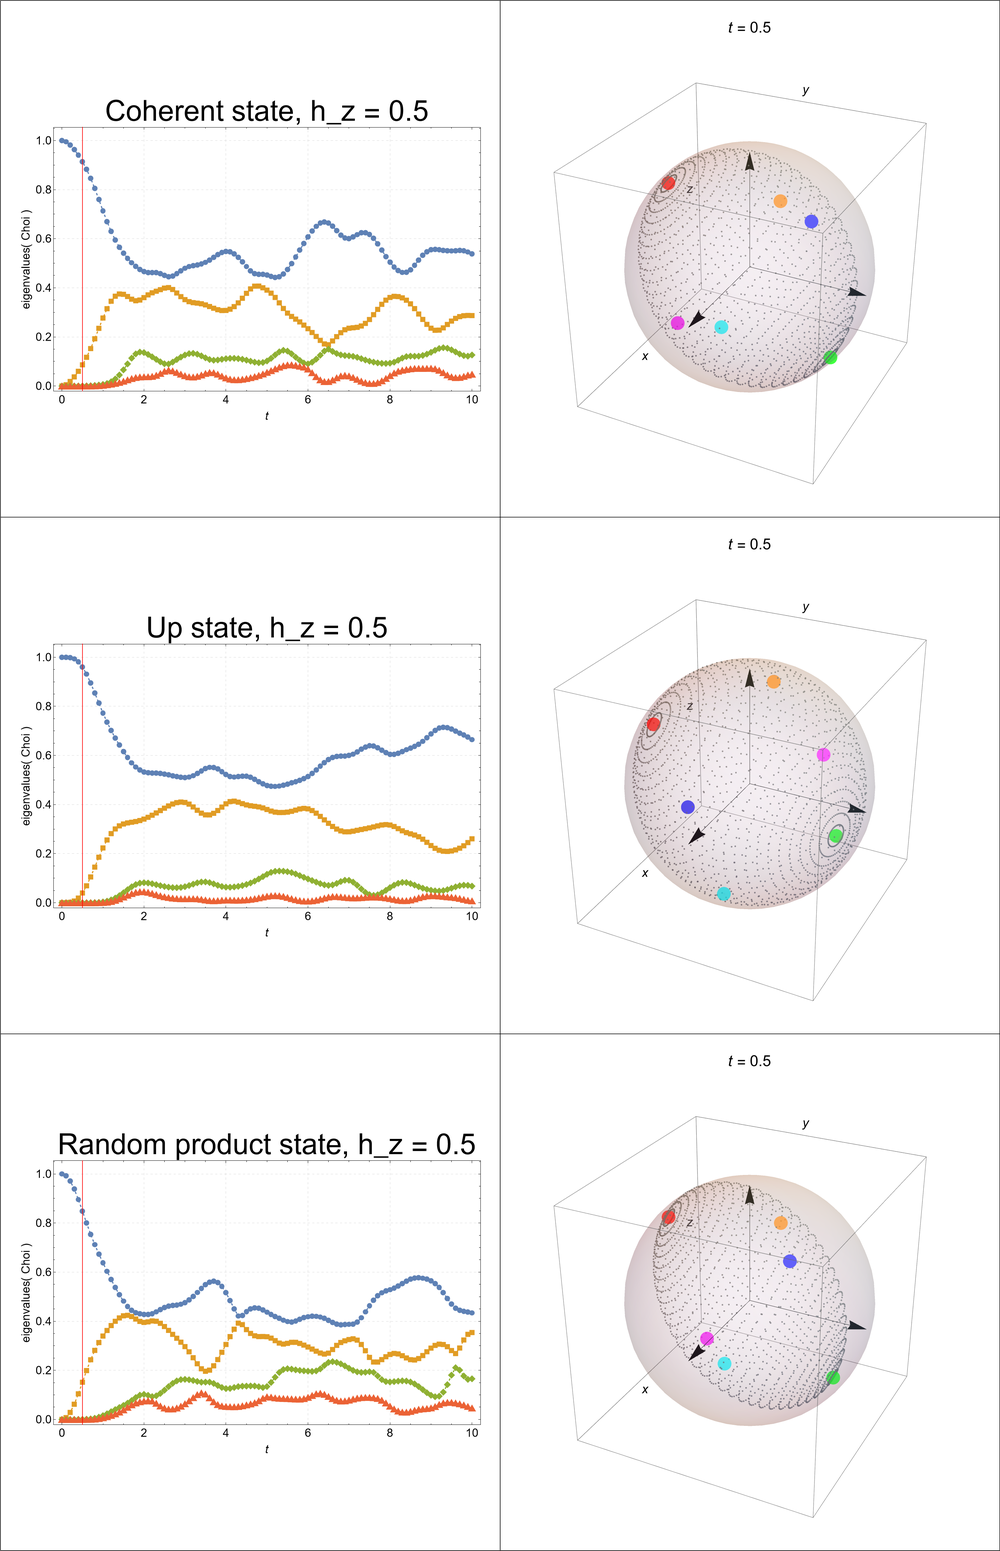 Coherent state, h_z = 0.5
1.0
0.8
0.6
0.4
0.2
0.0
eigenvalues( Choi )
0 2 4 6 8 10
t
t = 0.5
y
z
x
Up state, h_z = 0.5
1.0
0.8
0.6
0.4
0.2
0.0
eigenvalues( Choi )
0 2 4 6 8 10
t
t = 0.5
y
z
x
Random product state, h_z = 0.5
1.0
0.8
0.6
0.4
0.2
0.0
eigenvalues( Choi )
0 2 4 6 8 10
t
t = 0.5
y
z
x